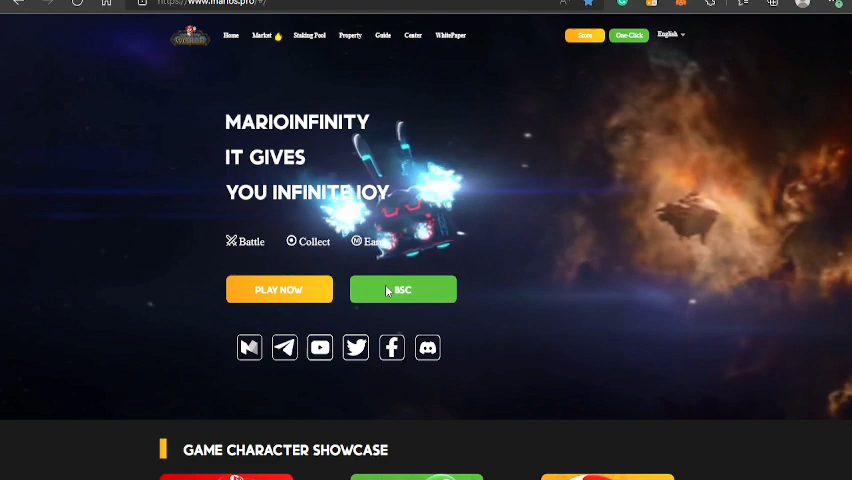 https://www.marios.pro/#/
Home Market Staking Pool Property Guide Center WhitePaper Store One-Click English
MARIOINFINITY
IT GIVES
YOU INFINITE JOY
Battle Collect Earn
PLAY NOW BSC
GAME CHARACTER SHOWCASE